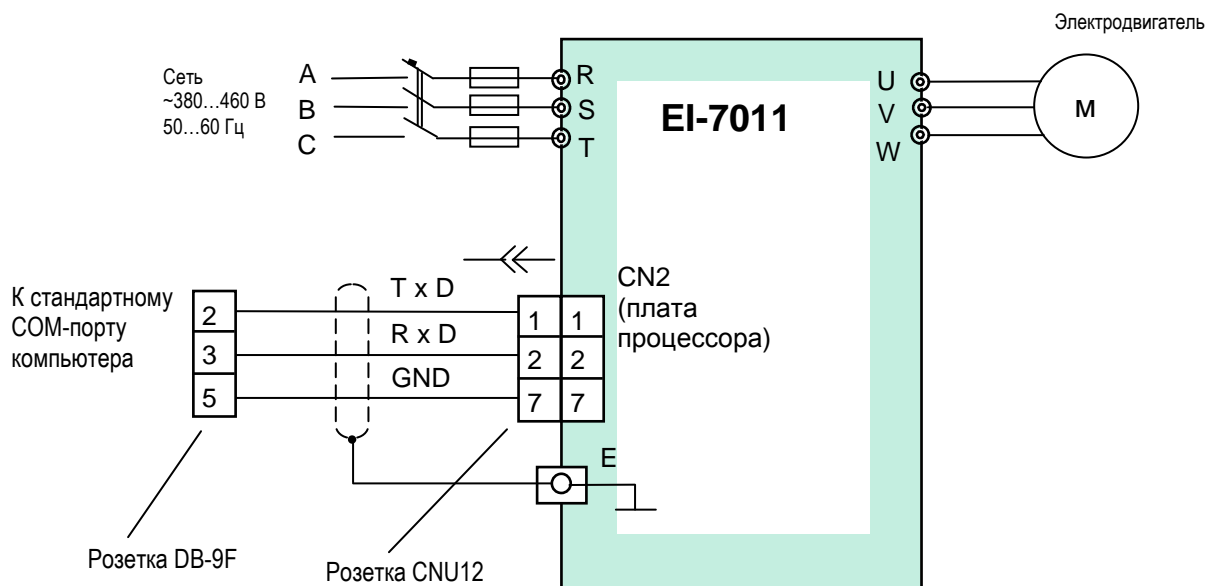 Электродвигатель
Сеть
~380...460 В
50...60 Гц
A
B
C
R
S
T
EI-7011
U
V
W
M
К стандартному
COM-порту
компьютера
2
3
5
T x D
R x D
GND
1 1
2 2
7 7
CN2
(плата
процессора)
E
Розетка DB-9F
Розетка CNU12